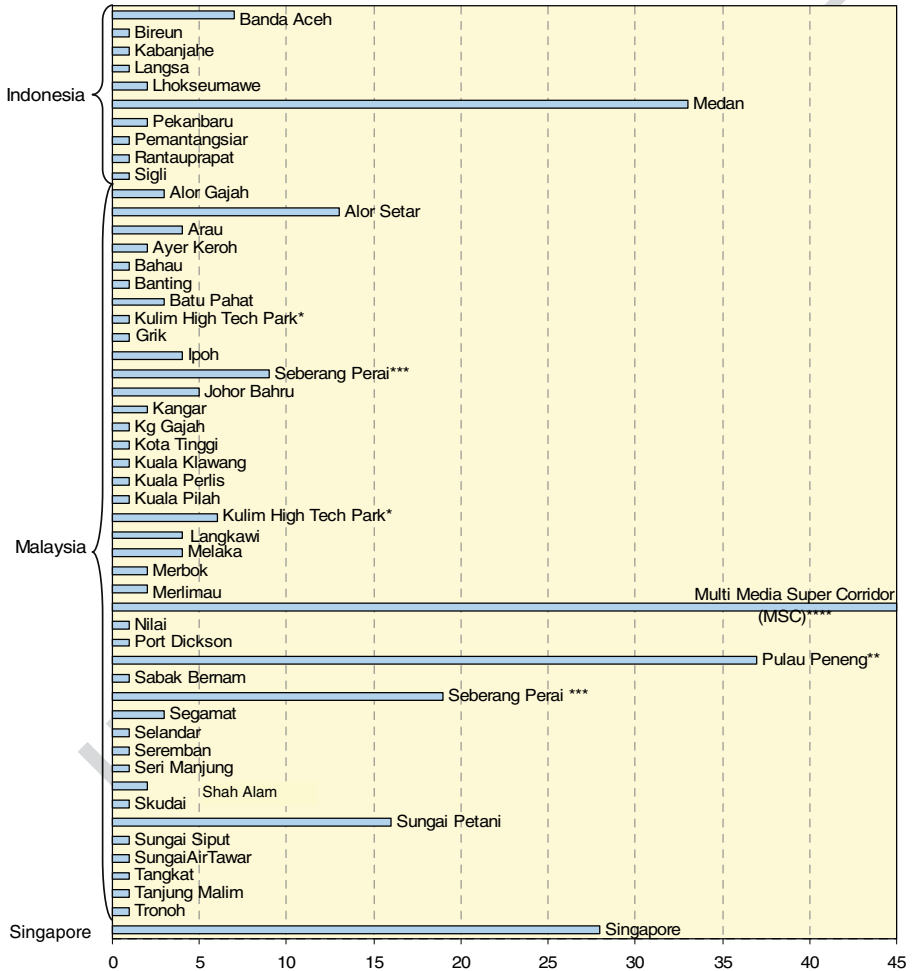 Banda Aceh
Bireun
Kabanjahe
Langsa
Lhokseumawe
Indonesia
Medan
Pekanbaru
Pemantangsiar
Rantauprapat
Sigli
Alor Gajah
Alor Setar
Arau
Ayer Keroh
Bahau
Banting
Batu Pahat
Kulim High Tech Park*
Grik
Ipoh
Seberang Perai***
Johor Bahru
Kangar
Kg Gajah
Kota Tinggi
Kuala Klawang
Kuala Perlis
Kuala Pilah
Kulim High Tech Park*
Langkawi
Malaysia
Melaka
Merbok
Merlimau
Multi Media Super Corridor
(MSC)****
Nilai
Port Dickson
Pulau Peneng**
Sabak Bernam
Seberang Perai ***
Segamat
Selandar
Seremban
Seri Manjung
Shah Alam
Skudai
Sungai Petani
Sungai Siput
SungaiAirTawar
Tangkat
Tanjung Malim
Tronoh
Singapore
Singapore
0 5 10 15 20 25 30 35 40 45